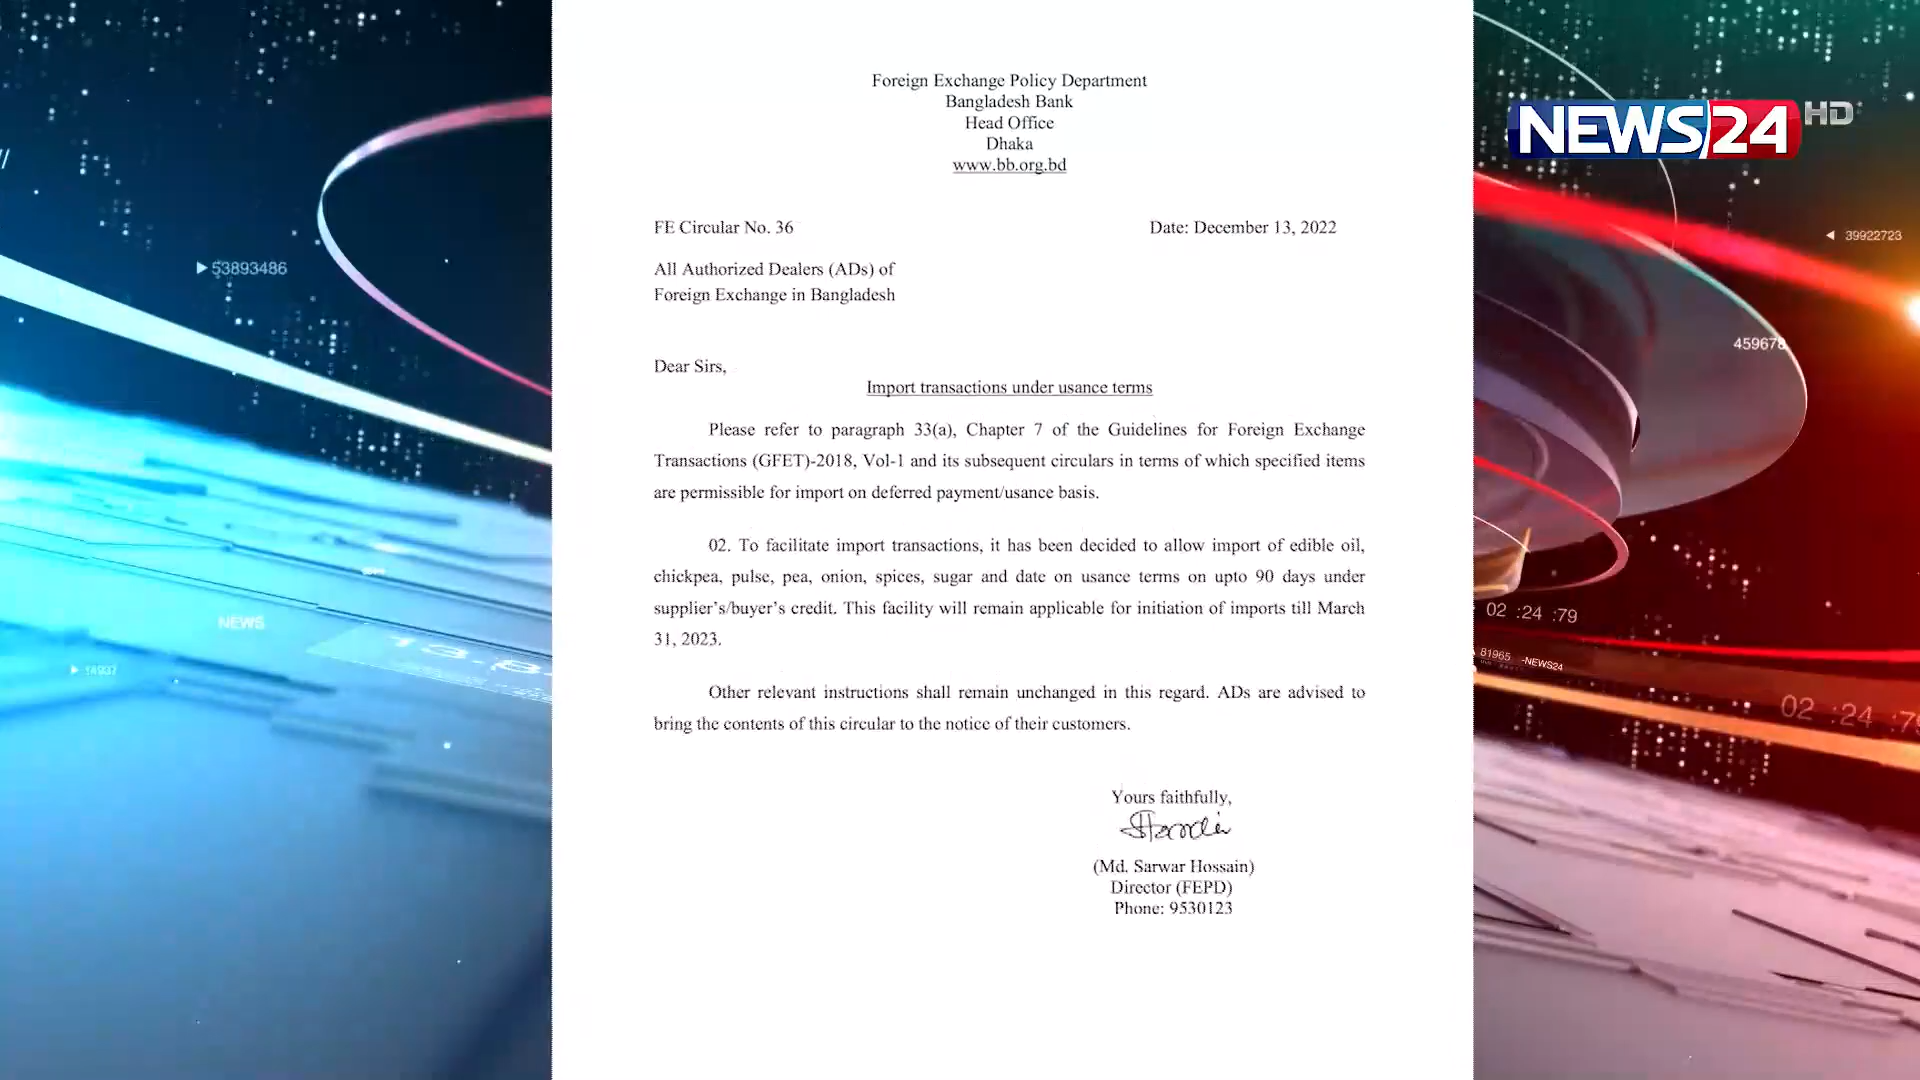 Foreign Exchange Policy Department
Bangladesh Bank
Head Office
Dhaka
www.bb.org.bd
FE Circular No. 36
Date: December 13, 2022
All Authorized Dealers (ADs) of
Foreign Exchange in Bangladesh
Dear Sirs,
Import transactions under usance terms
Please refer to paragraph 33(a), Chapter 7 of the Guidelines for Foreign Exchange
Transactions (GFET)-2018, Vol-1 and its subsequent circulars in terms of which specified items
are permissible for import on deferred payment/usance basis.
02. To facilitate import transactions, it has been decided to allow import of edible oil,
chickpea, pulse, pea, onion, spices, sugar and date on usance terms on upto 90 days under
supplier's/buyer's credit. This facility will remain applicable for initiation of imports till March
31, 2023.
Other relevant instructions shall remain unchanged in this regard. ADs are advised to
bring the contents of this circular to the notice of their customers.
Yours faithfully,
(Md. Sarwar Hossain)
Director (FEPD)
Phone: 9530123
NEWS24 HD
53893486
NEWS
14937
39922723
459678
02 :24 :79
81965 -NEWS24
02 :24 :79